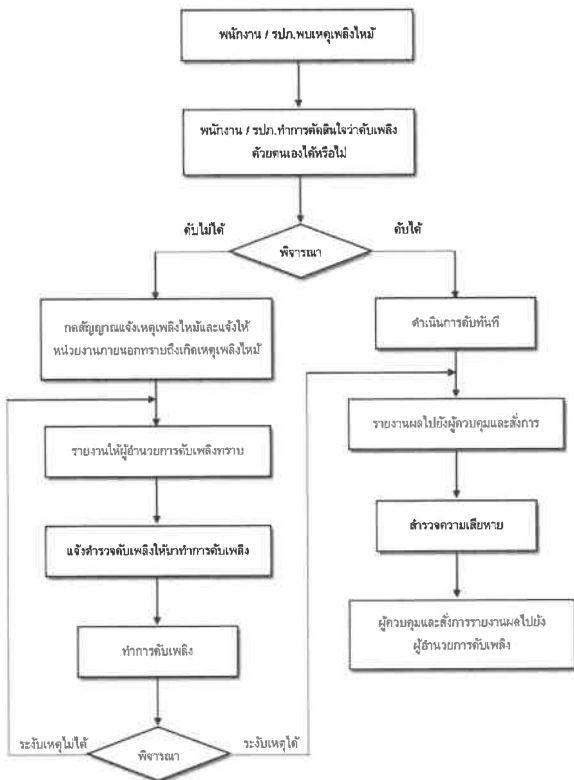 พนักงาน / รปภ.พบเหตุเพลิงไหม้
พนักงาน / รปภ.ทำการตัดสินใจว่าดับเพลิง
ด้วยตนเองได้หรือไม่
ดับไม่ได้
ดับได้
พิจารณา
กดสัญญาณแจ้งเหตุเพลิงไหม้และแจ้งให้
หน่วยงานภายนอกทราบถึงเกิดเหตุเพลิงไหม้
ดำเนินการดับทันที
รายงานให้ผู้อำนวยการดับเพลิงทราบ
รายงานผลไปยังผู้ควบคุมและสั่งการ
แจ้งตำรวจดับเพลิงให้มาทำการดับเพลิง
สำรวจความเสียหาย
ทำการดับเพลิง
ผู้ควบคุมและสั่งการรายงานผลไปยัง
ผู้อำนวยการดับเพลิง
ระงับเหตุไม่ได้
พิจารณา
ระงับเหตุได้